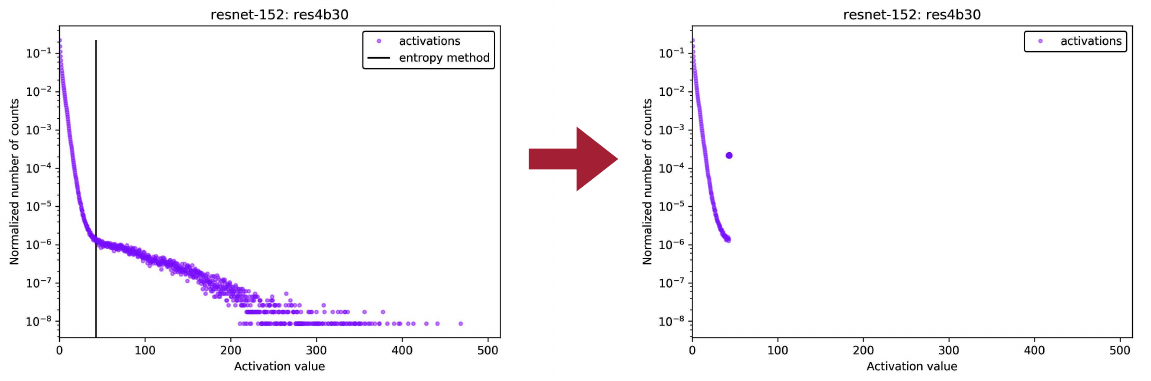 resnet-152: res4b30
activations
entropy method
Normalized number of counts
10⁻¹
10⁻²
10⁻³
10⁻⁴
10⁻⁵
10⁻⁶
10⁻⁷
10⁻⁸
0 100 200 300 400 500
Activation value
resnet-152: res4b30
activations
Normalized number of counts
10⁻¹
10⁻²
10⁻³
10⁻⁴
10⁻⁵
10⁻⁶
10⁻⁷
10⁻⁸
0 100 200 300 400 500
Activation value